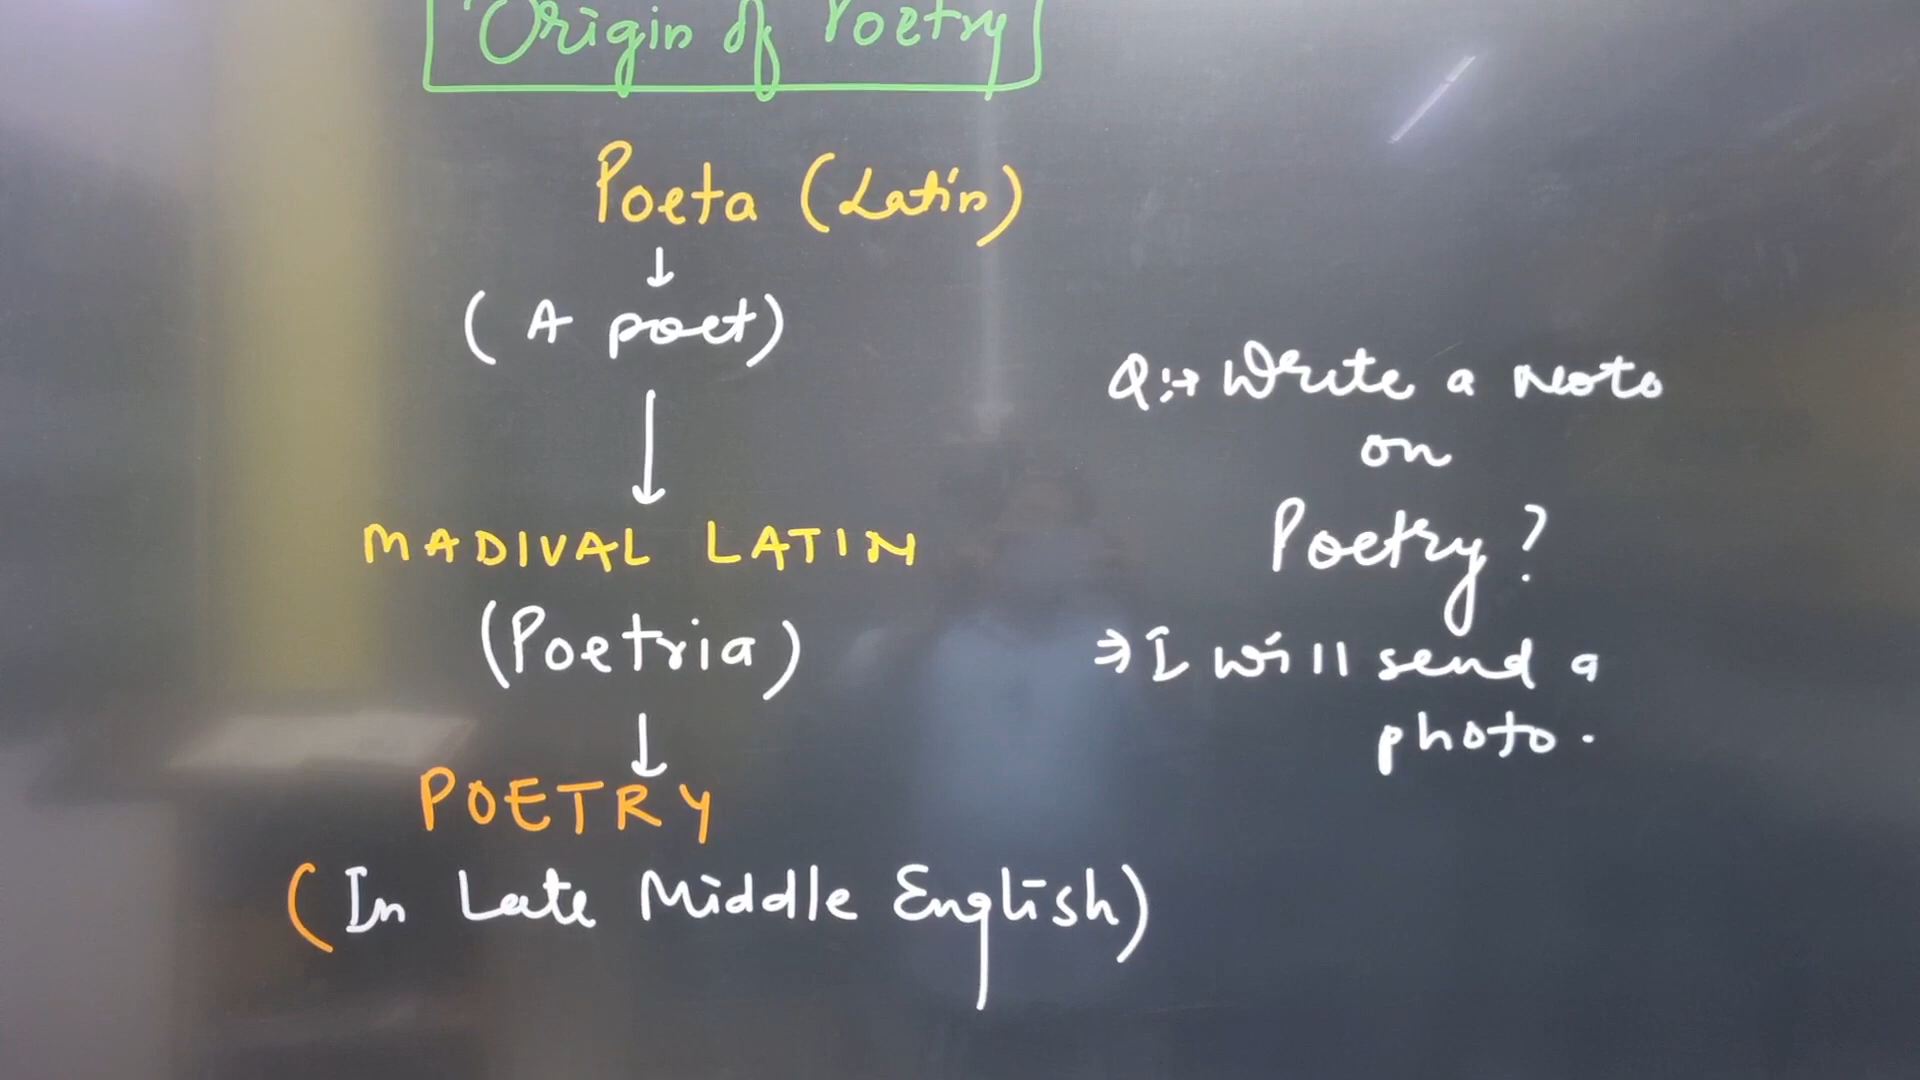 Origin of Poetry
Poeta (Latin)
↓
(A poet)
↓
MADIVAL LATIN
(Poetria)
↓
POETRY
(In Late Middle English)
Q:→ Write a Note
on
Poetry?
⇒ I will send a
photo.